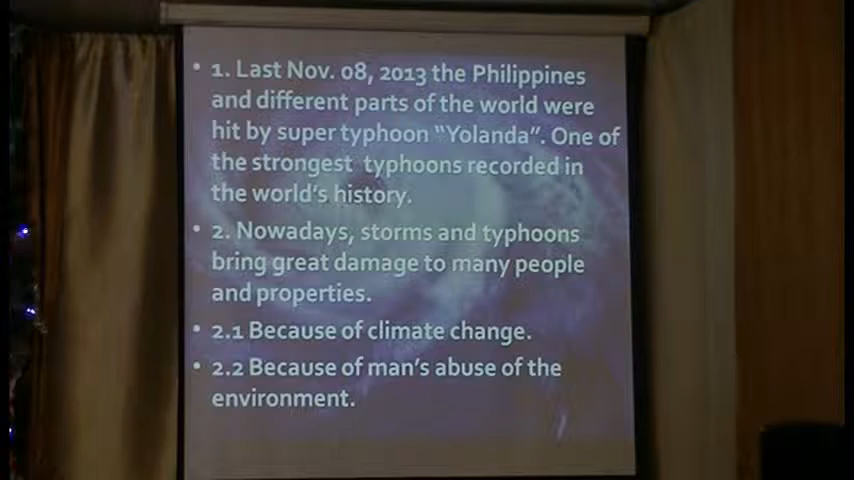 • 1. Last Nov. 08, 2013 the Philippines
and different parts of the world were
hit by super typhoon “Yolanda”. One of
the strongest typhoons recorded in
the world’s history.
• 2. Nowadays, storms and typhoons
bring great damage to many people
and properties.
• 2.1 Because of climate change.
• 2.2 Because of man’s abuse of the
environment.